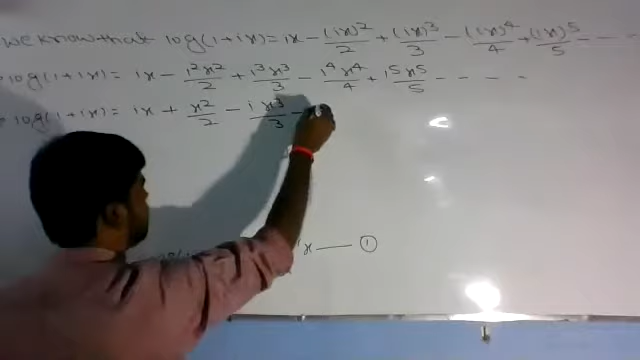 we know that log(1+ix) = ix - (ix)²/2 + (ix)³/3 - (ix)⁴/4 + (ix)⁵/5 - - - -
log(1+ix) = ix - i²x²/2 + i³x³/3 - i⁴x⁴/4 + i⁵x⁵/5 - - - -
log(1+ix) = ix + x²/2 - ix³/3 -
x —— ①